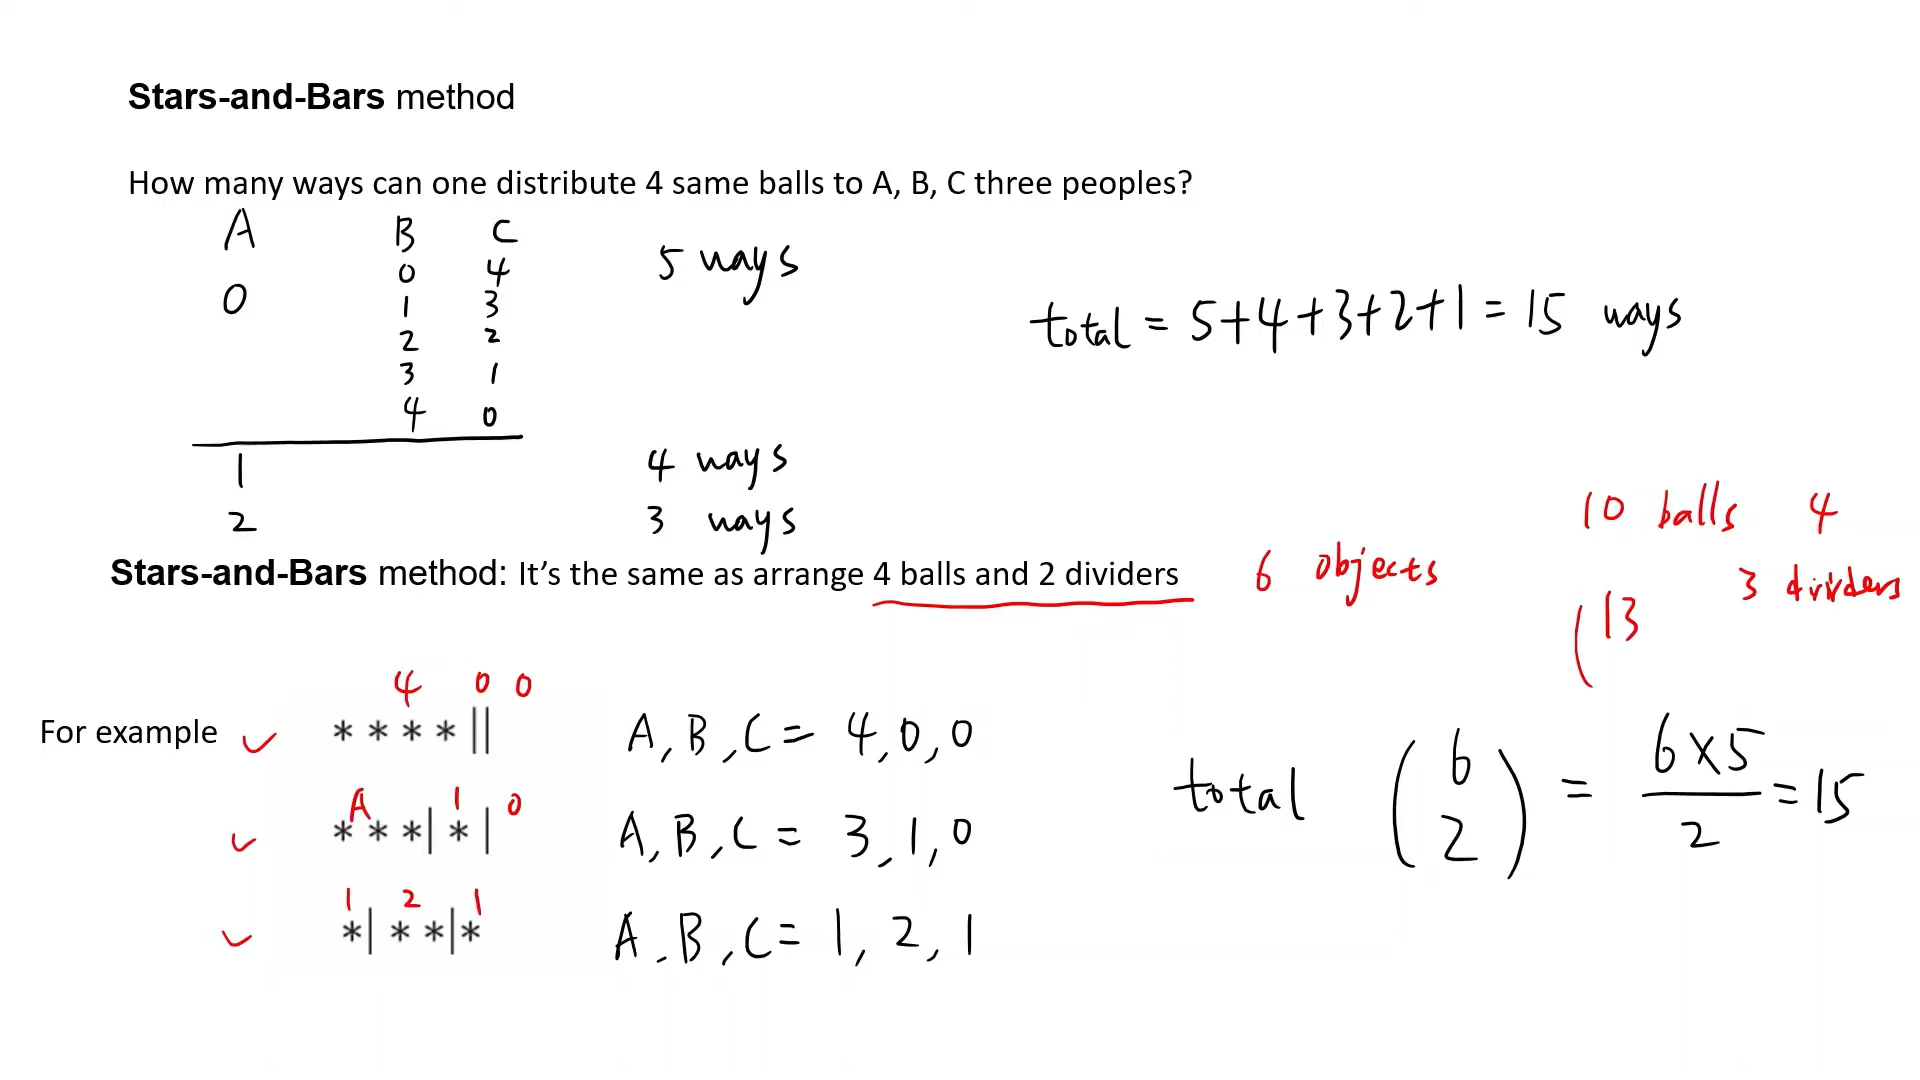 Stars-and-Bars method
How many ways can one distribute 4 same balls to A, B, C three peoples?
A B C
0 4
0
1 3
2 2
3 1
4 0
5 ways
total = 5+4+3+2+1 = 15 ways
1 4 ways
2 3 ways
10 balls 4
3 dividers
(13
Stars-and-Bars method: It’s the same as arrange 4 balls and 2 dividers
6 objects
4 0 0
For example ✓ * * * * || A, B, C = 4, 0, 0
A 1 0
✓ * * *| * | A, B, C = 3, 1, 0
1 2 1
✓ *| * *|* A, B, C = 1, 2, 1
total (6 2) = 6×5 / 2 = 15